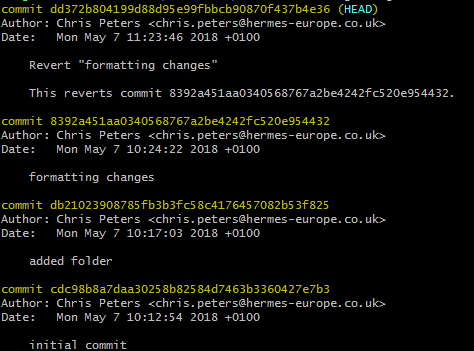 commit dd372b804199d88d95e99fbbcb90870f437b4e36 (HEAD)
Author: Chris Peters <chris.peters@hermes-europe.co.uk>
Date:   Mon May 7 11:23:46 2018 +0100
Revert "formatting changes"
This reverts commit 8392a451aa0340568767a2be4242fc520e954432.
commit 8392a451aa0340568767a2be4242fc520e954432
Author: Chris Peters <chris.peters@hermes-europe.co.uk>
Date:   Mon May 7 10:24:22 2018 +0100
formatting changes
commit db21023908785fb3b3fc58c4176457082b53f825
Author: Chris Peters <chris.peters@hermes-europe.co.uk>
Date:   Mon May 7 10:17:03 2018 +0100
added folder
commit cdc98b8a7daa30258b82584d7463b3360427e7b3
Author: Chris Peters <chris.peters@hermes-europe.co.uk>
Date:   Mon May 7 10:12:54 2018 +0100
initial commit